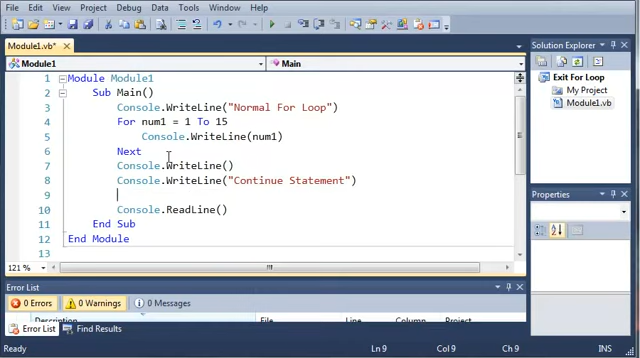 File Edit View Project Debug Data Tools Architecture Analyze Window Help
Module1.vb*
Module1
Main
1 Module Module1
2 Sub Main()
3 Console.WriteLine("Normal For Loop")
4 For num1 = 1 To 15
5 Console.WriteLine(num1)
6 Next
7 Console.WriteLine()
8 Console.WriteLine("Continue Statement")
9
10 Console.ReadLine()
11 End Sub
12 End Module
13
121 %
Solution Explorer
Exit For Loop
My Project
Module1.vb
Properties
Error List
0 Errors 0 Warnings 0 Messages
Description File Line Column Project
Error List Find Results
Ready Ln 9 Col 9 Ch 9 INS